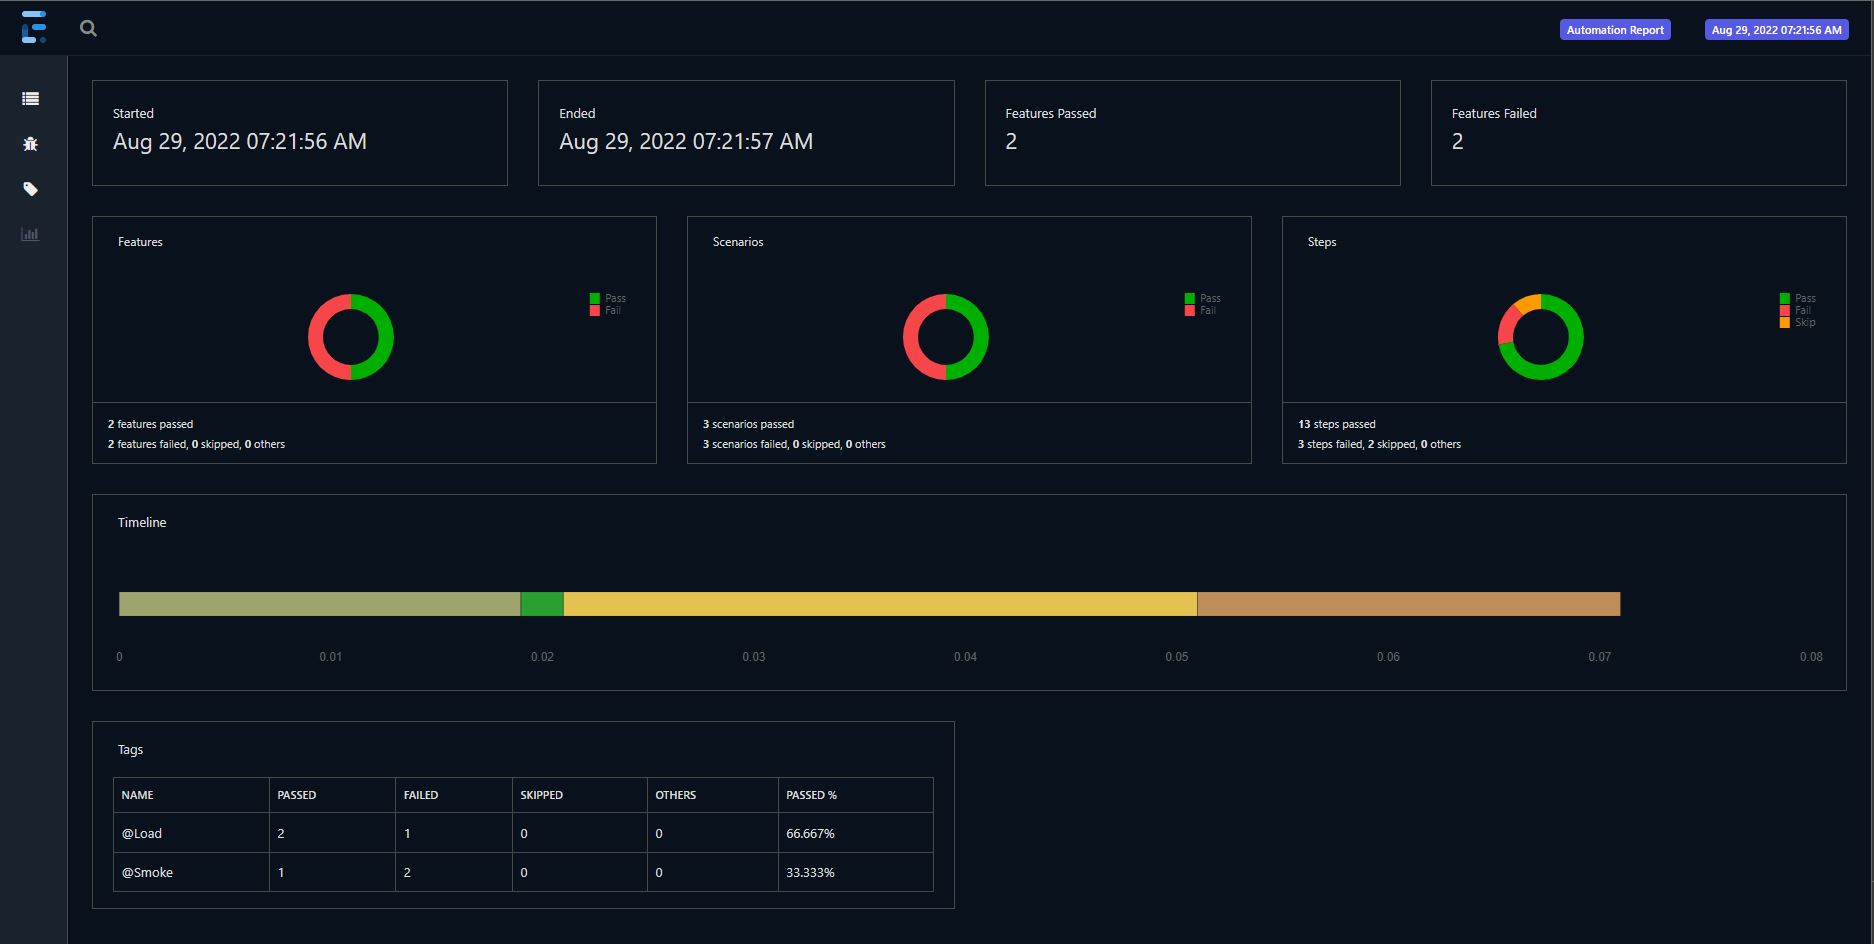 Automation Report
Aug 29, 2022 07:21:56 AM
Started
Aug 29, 2022 07:21:56 AM
Ended
Aug 29, 2022 07:21:57 AM
Features Passed
2
Features Failed
2
Features
Pass
Fail
2 features passed
2 features failed, 0 skipped, 0 others
Scenarios
Pass
Fail
3 scenarios passed
3 scenarios failed, 0 skipped, 0 others
Steps
Pass
Fail
Skip
13 steps passed
3 steps failed, 2 skipped, 0 others
Timeline
0 0.01 0.02 0.03 0.04 0.05 0.06 0.07 0.08
Tags
NAME PASSED FAILED SKIPPED OTHERS PASSED %
@Load 2 1 0 0 66.667%
@Smoke 1 2 0 0 33.333%